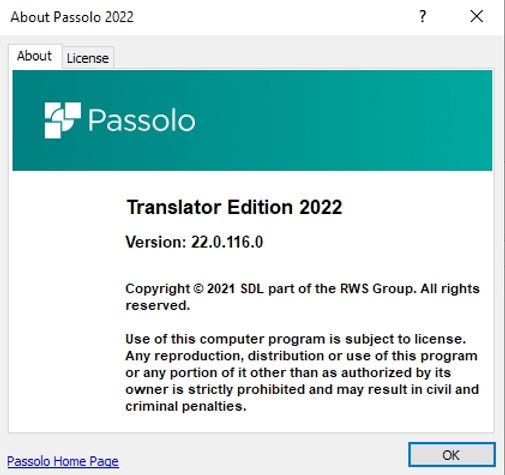 About Passolo 2022
? 
About
License
Passolo
Translator Edition 2022
Version: 22.0.116.0
Copyright © 2021 SDL part of the RWS Group. All rights
reserved.
Use of this computer program is subject to license.
Any reproduction, distribution or use of this program
or any portion of it other than as authorized by its
owner is strictly prohibited and may result in civil and
criminal penalties.
Passolo Home Page
OK